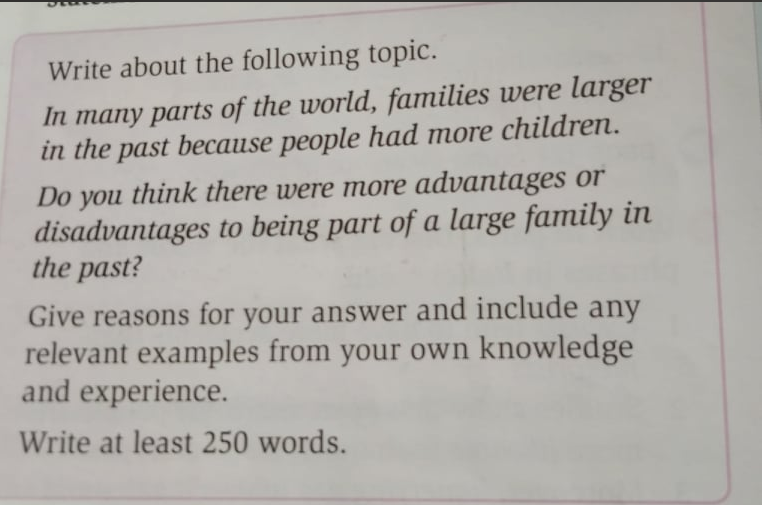 Write about the following topic.
In many parts of the world, families were larger
in the past because people had more children.
Do you think there were more advantages or
disadvantages to being part of a large family in
the past?
Give reasons for your answer and include any
relevant examples from your own knowledge
and experience.
Write at least 250 words.